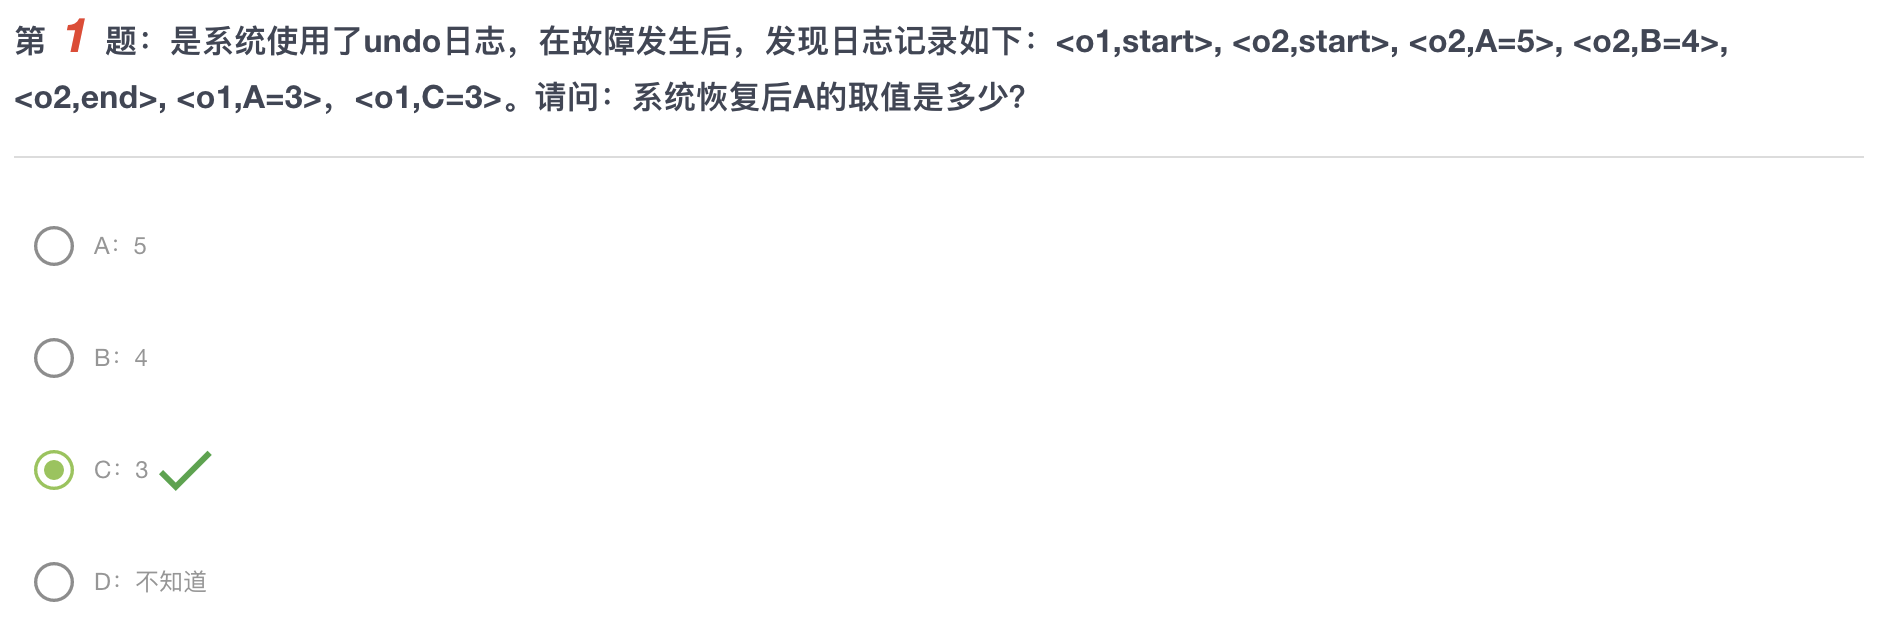 第 1 题：是系统使用了undo日志，在故障发生后，发现日志记录如下：<o1,start>, <o2,start>, <o2,A=5>, <o2,B=4>,
<o2,end>, <o1,A=3>，<o1,C=3>。请问：系统恢复后A的取值是多少？
A：5
B：4
C：3
D：不知道